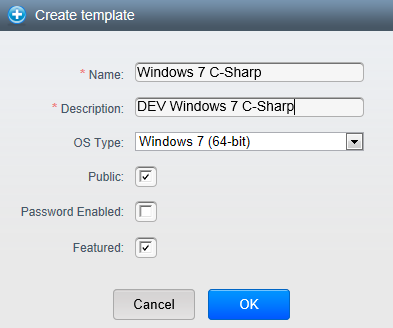 Create template
* Name: Windows 7 C-Sharp
* Description: DEV Windows 7 C-Sharp
OS Type: Windows 7 (64-bit)
Public:
Password Enabled:
Featured:
Cancel OK